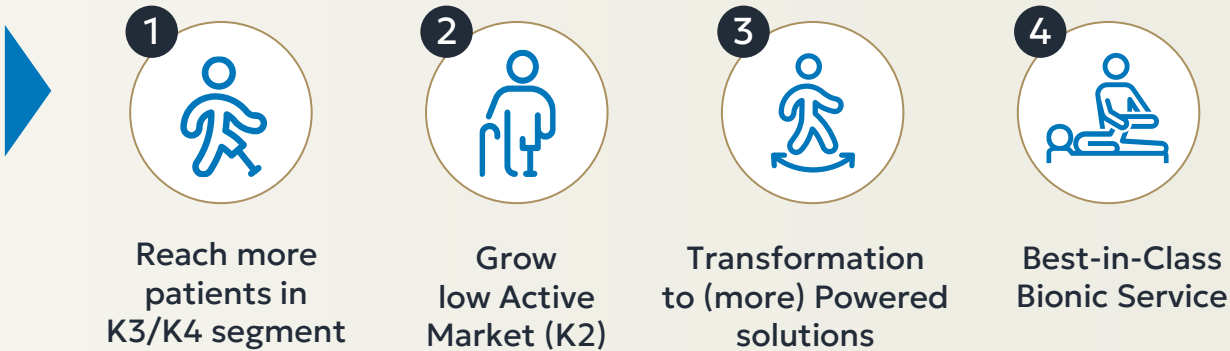 1
Reach more
patients in
K3/K4 segment
2
Grow
low Active
Market (K2)
3
Transformation
to (more) Powered
solutions
4
Best-in-Class
Bionic Service